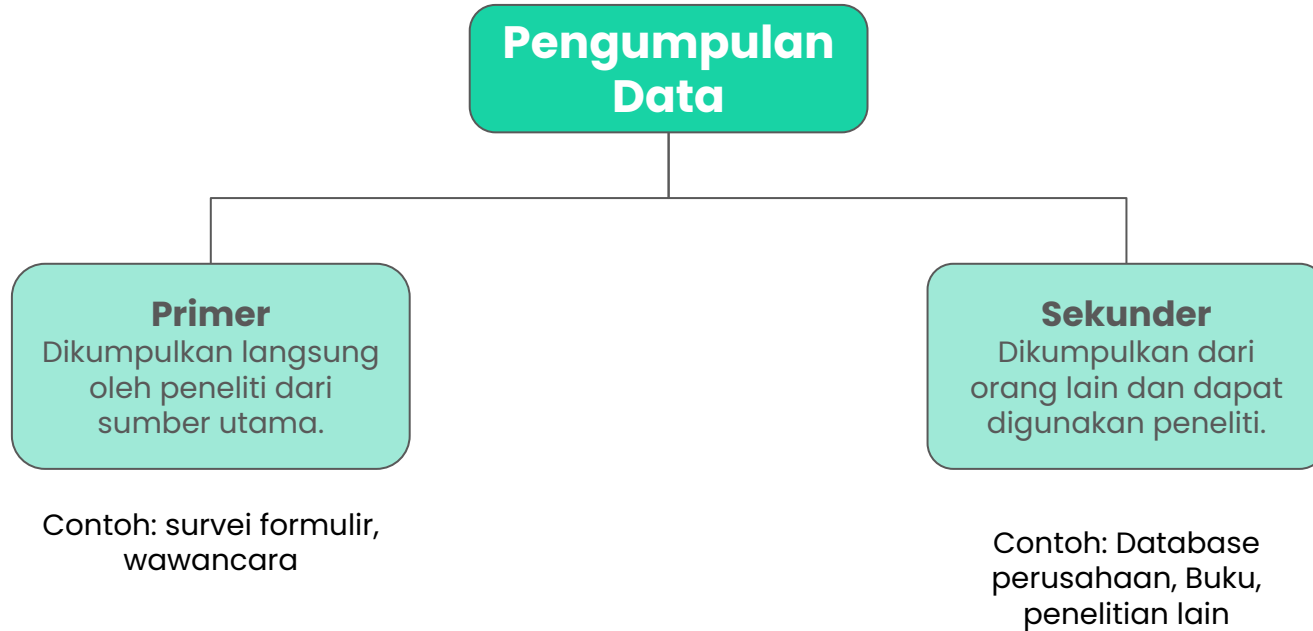 Pengumpulan
Data
Primer
Dikumpulkan langsung
oleh peneliti dari
sumber utama.
Contoh: survei formulir,
wawancara
Sekunder
Dikumpulkan dari
orang lain dan dapat
digunakan peneliti.
Contoh: Database
perusahaan, Buku,
penelitian lain